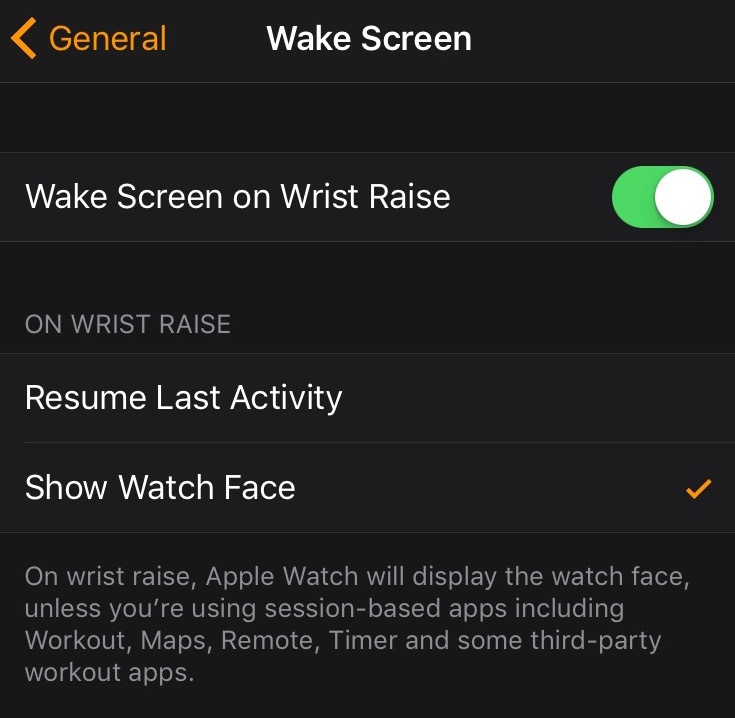 General
Wake Screen
Wake Screen on Wrist Raise
ON WRIST RAISE
Resume Last Activity
Show Watch Face
On wrist raise, Apple Watch will display the watch face,
unless you’re using session-based apps including
Workout, Maps, Remote, Timer and some third-party
workout apps.